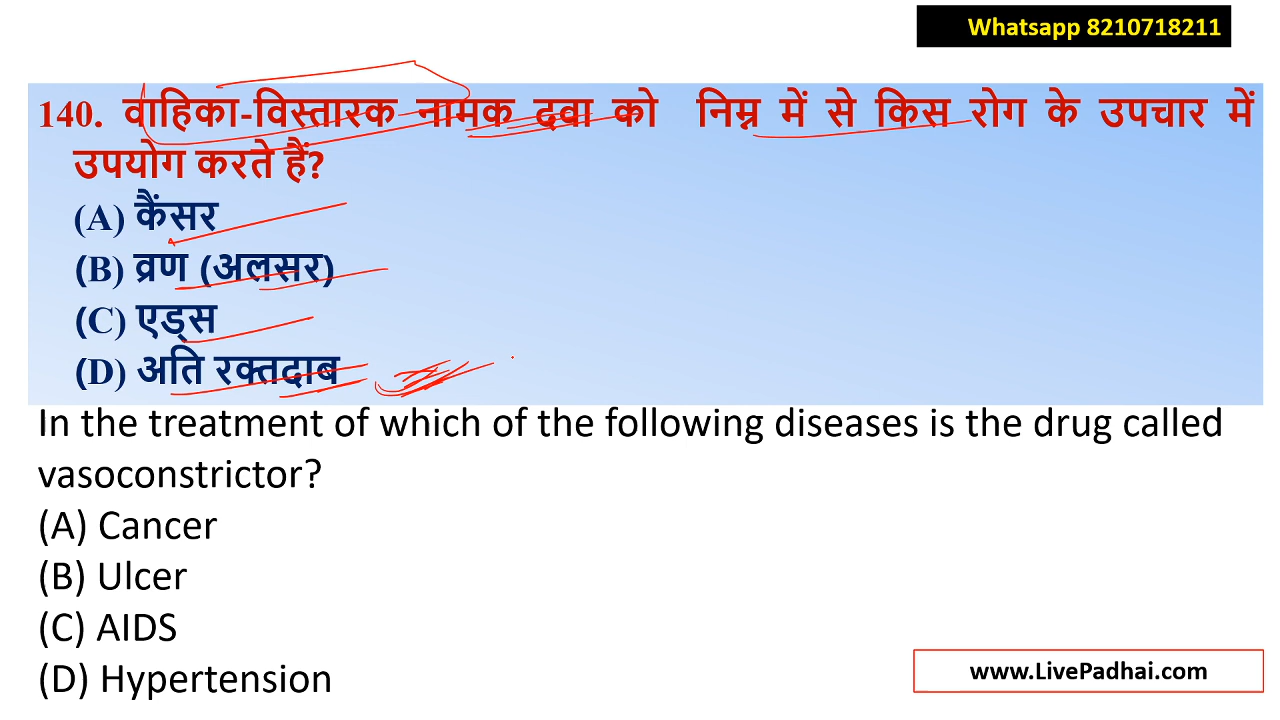 Whatsapp 8210718211
140. वाहिका-विस्तारक नामक दवा को निम्न में से किस रोग के उपचार में
उपयोग करते हैं?
(A) कैंसर
(B) व्रण (अलसर)
(C) एड्स
(D) अति रक्तदाब
In the treatment of which of the following diseases is the drug called
vasoconstrictor?
(A) Cancer
(B) Ulcer
(C) AIDS
(D) Hypertension
www.LivePadhai.com